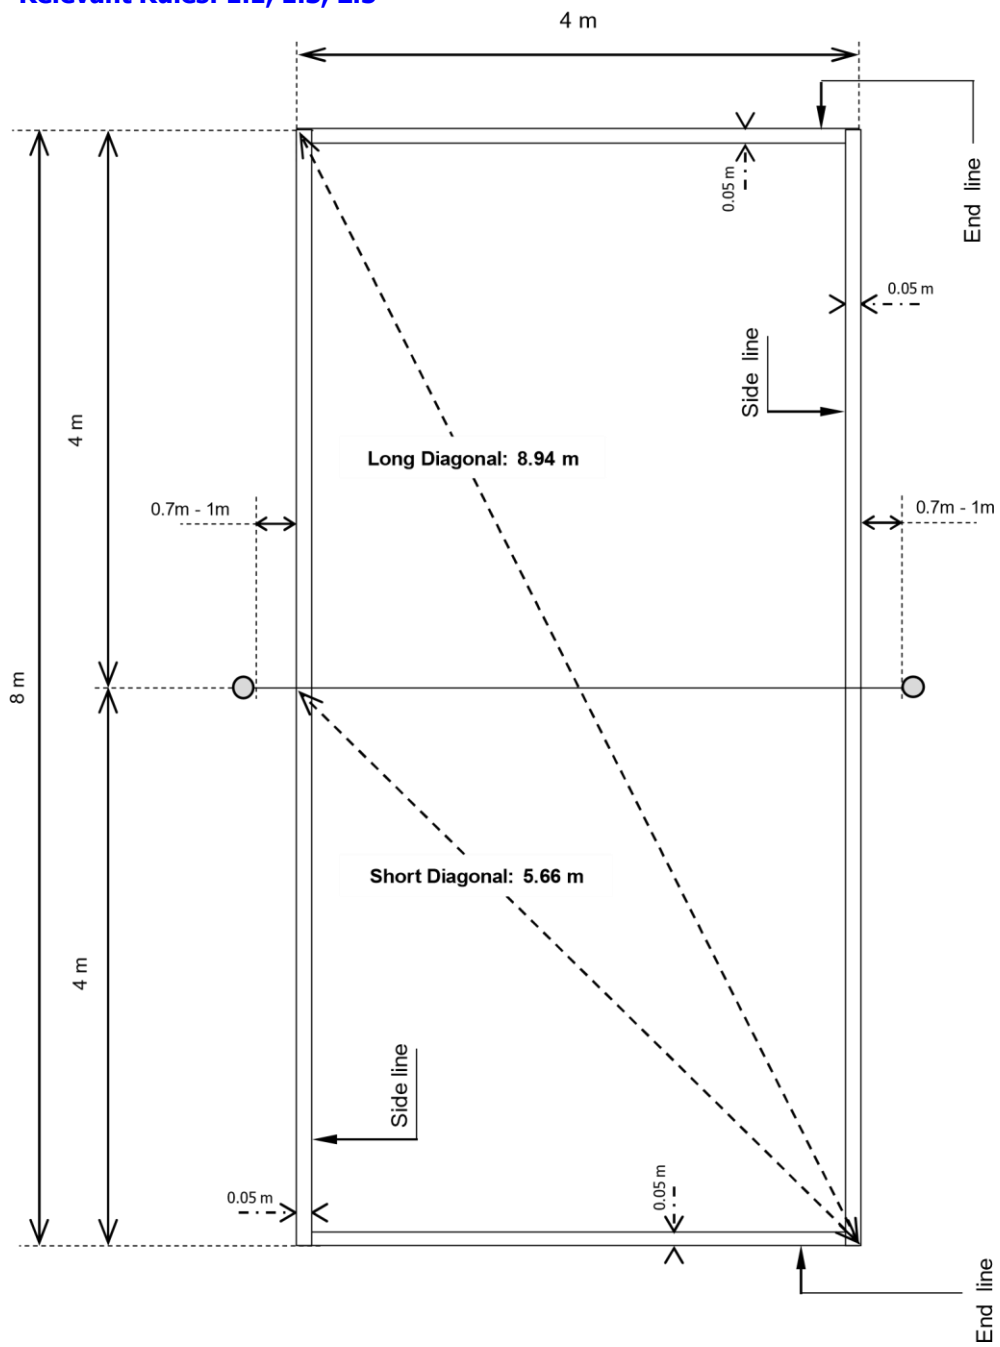 Relevant Rules: 1.1, 1.3, 2.5
4 m
End line
0.05 m
0.05 m
Side line
4 m
Long Diagonal: 8.94 m
0.7m - 1m
0.7m - 1m
8 m
Short Diagonal: 5.66 m
4 m
Side line
0.05 m
0.05 m
End line